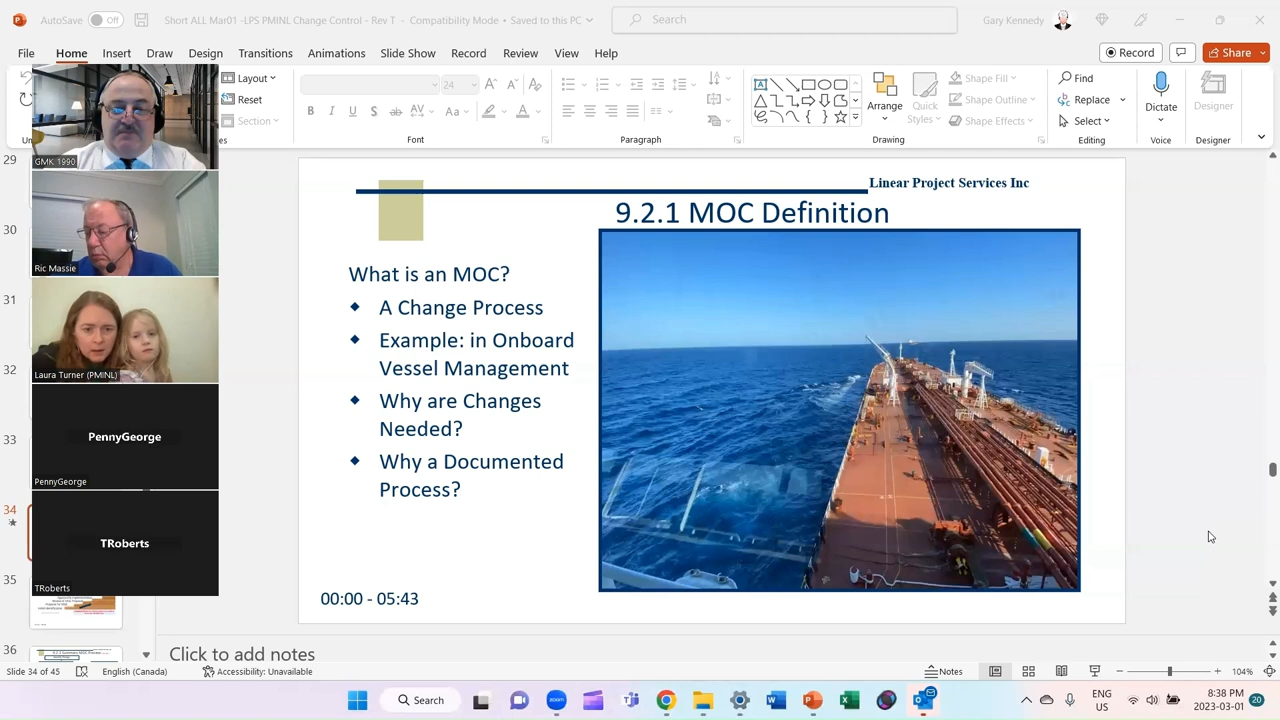 AutoSave Off
Short ALL Mar01 -LPS PMINL Change Control - Rev T - Compatibility Mode • Saved to this PC
Search
Gary Kennedy
File Home Insert Draw Design Transitions Animations Slide Show Record Review View Help
Record
Share
Layout
Reset
Section
24
B I U S ab AV Aa A
Font
Paragraph
Arrange
Quick
Styles
Shape Fill
Shape Outline
Shape Effects
Drawing
Find
Replace
Select
Editing
Dictate
Voice
Designer
Designer
GMK 1990
Ric Massie
Laura Turner (PMINL)
PennyGeorge
PennyGeorge
TRoberts
TRoberts
29
30
31
32
33
34
35
36
Linear Project Services Inc
9.2.1 MOC Definition
What is an MOC?
A Change Process
Example: in Onboard
Vessel Management
Why are Changes
Needed?
Why a Documented
Process?
00:00 - 05:43
Click to add notes
Slide 34 of 45
English (Canada)
Accessibility: Unavailable
Notes
104%
Search
ENG
US
8:38 PM
2023-03-01
20